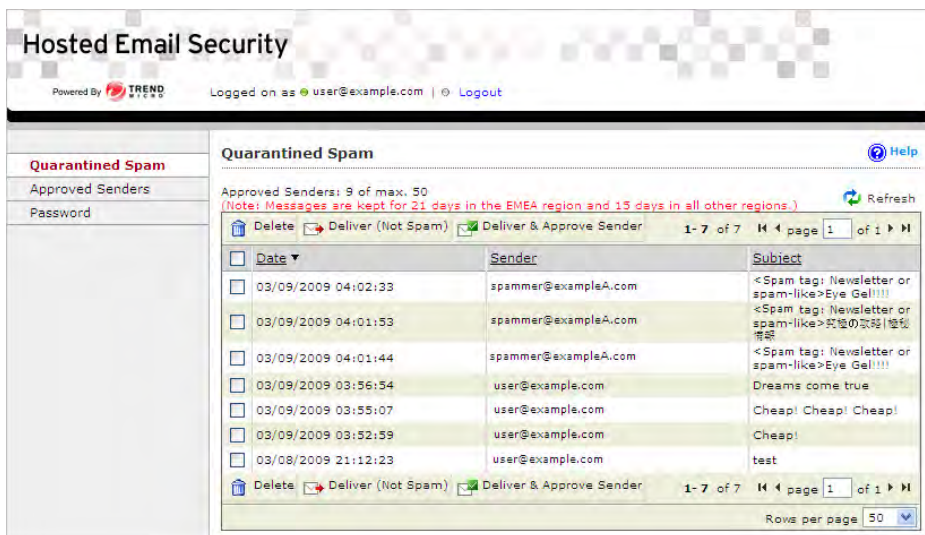 Hosted Email Security
Powered By TREND MICRO
Logged on as user@example.com | Logout
Quarantined Spam
Approved Senders
Password
Quarantined Spam
Help
Approved Senders: 9 of max. 50
(Note: Messages are kept for 21 days in the EMEA region and 15 days in all other regions.)
Refresh
Delete Deliver (Not Spam) Deliver & Approve Sender 1-7 of 7 page 1 of 1
Date Sender Subject
03/09/2009 04:02:33 spammer@exampleA.com <Spam tag: Newsletter or
spam-like>Eye Gel!!!!
03/09/2009 04:01:53 spammer@exampleA.com <Spam tag: Newsletter or
spam-like>究極の攻略|極秘
情報
03/09/2009 04:01:44 spammer@exampleA.com <Spam tag: Newsletter or
spam-like>Eye Gel!!!!
03/09/2009 03:56:54 user@example.com Dreams come true
03/09/2009 03:55:07 user@example.com Cheap! Cheap! Cheap!
03/09/2009 03:52:59 user@example.com Cheap!
03/08/2009 21:12:23 user@example.com test
Delete Deliver (Not Spam) Deliver & Approve Sender 1-7 of 7 page 1 of 1
Rows per page 50